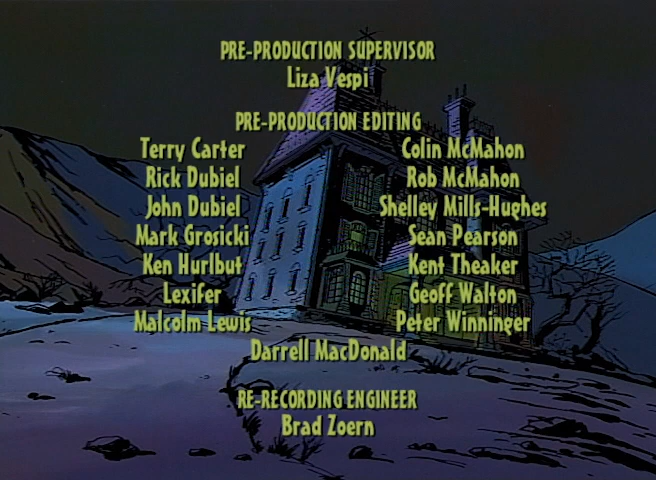 PRE-PRODUCTION SUPERVISOR
Liza Vespi
PRE-PRODUCTION EDITING
Terry Carter Colin McMahon
Rick Dubiel Rob McMahon
John Dubiel Shelley Mills-Hughes
Mark Grosicki Sean Pearson
Ken Hurlbut Kent Theaker
Lexifer Geoff Walton
Malcolm Lewis Peter Winninger
Darrell MacDonald
RE-RECORDING ENGINEER
Brad Zoern